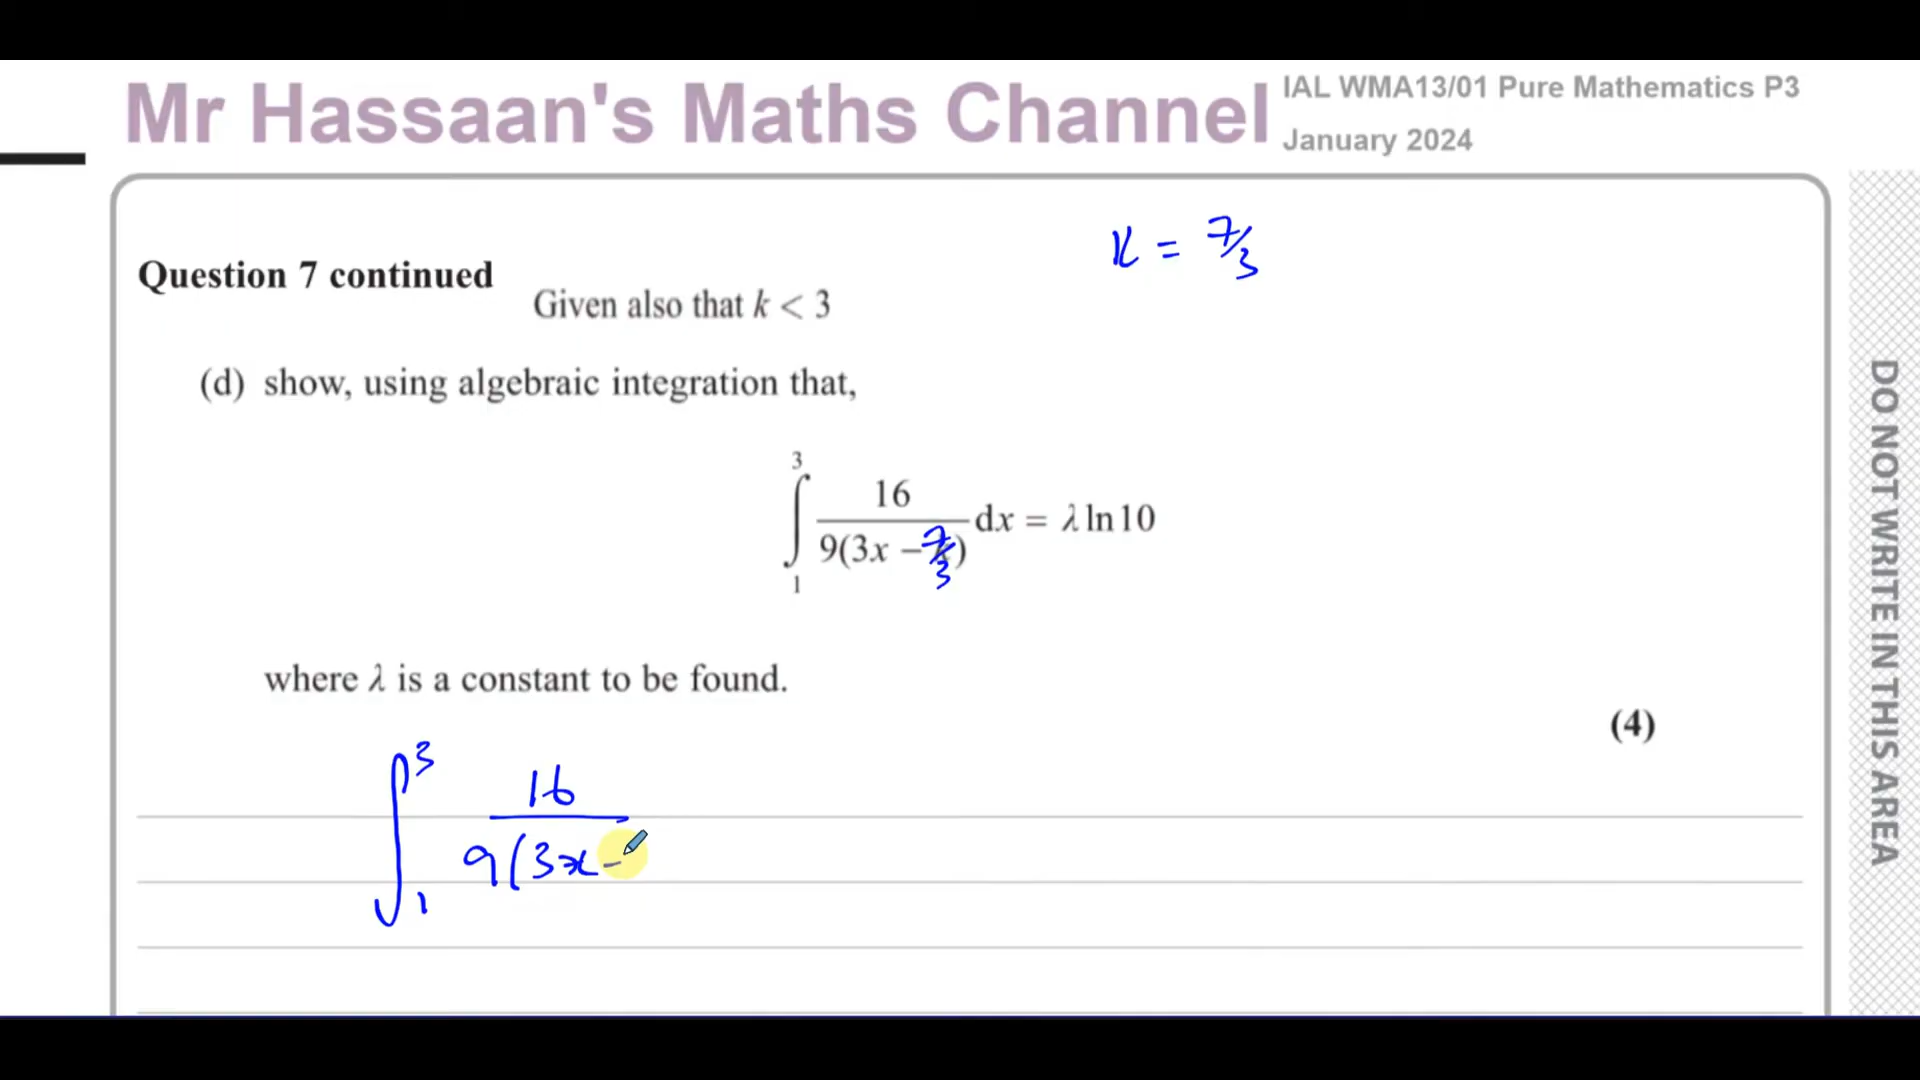 Mr Hassaan's Maths Channel
IAL WMA13/01 Pure Mathematics P3
January 2024
k = 7/3
Question 7 continued
Given also that k < 3
(d) show, using algebraic integration that,
∫₁³ 16/(9(3x − 7/3)) dx = λ ln10
where λ is a constant to be found.
(4)
∫₁³ 16/(9(3x −
DO NOT WRITE IN THIS AREA